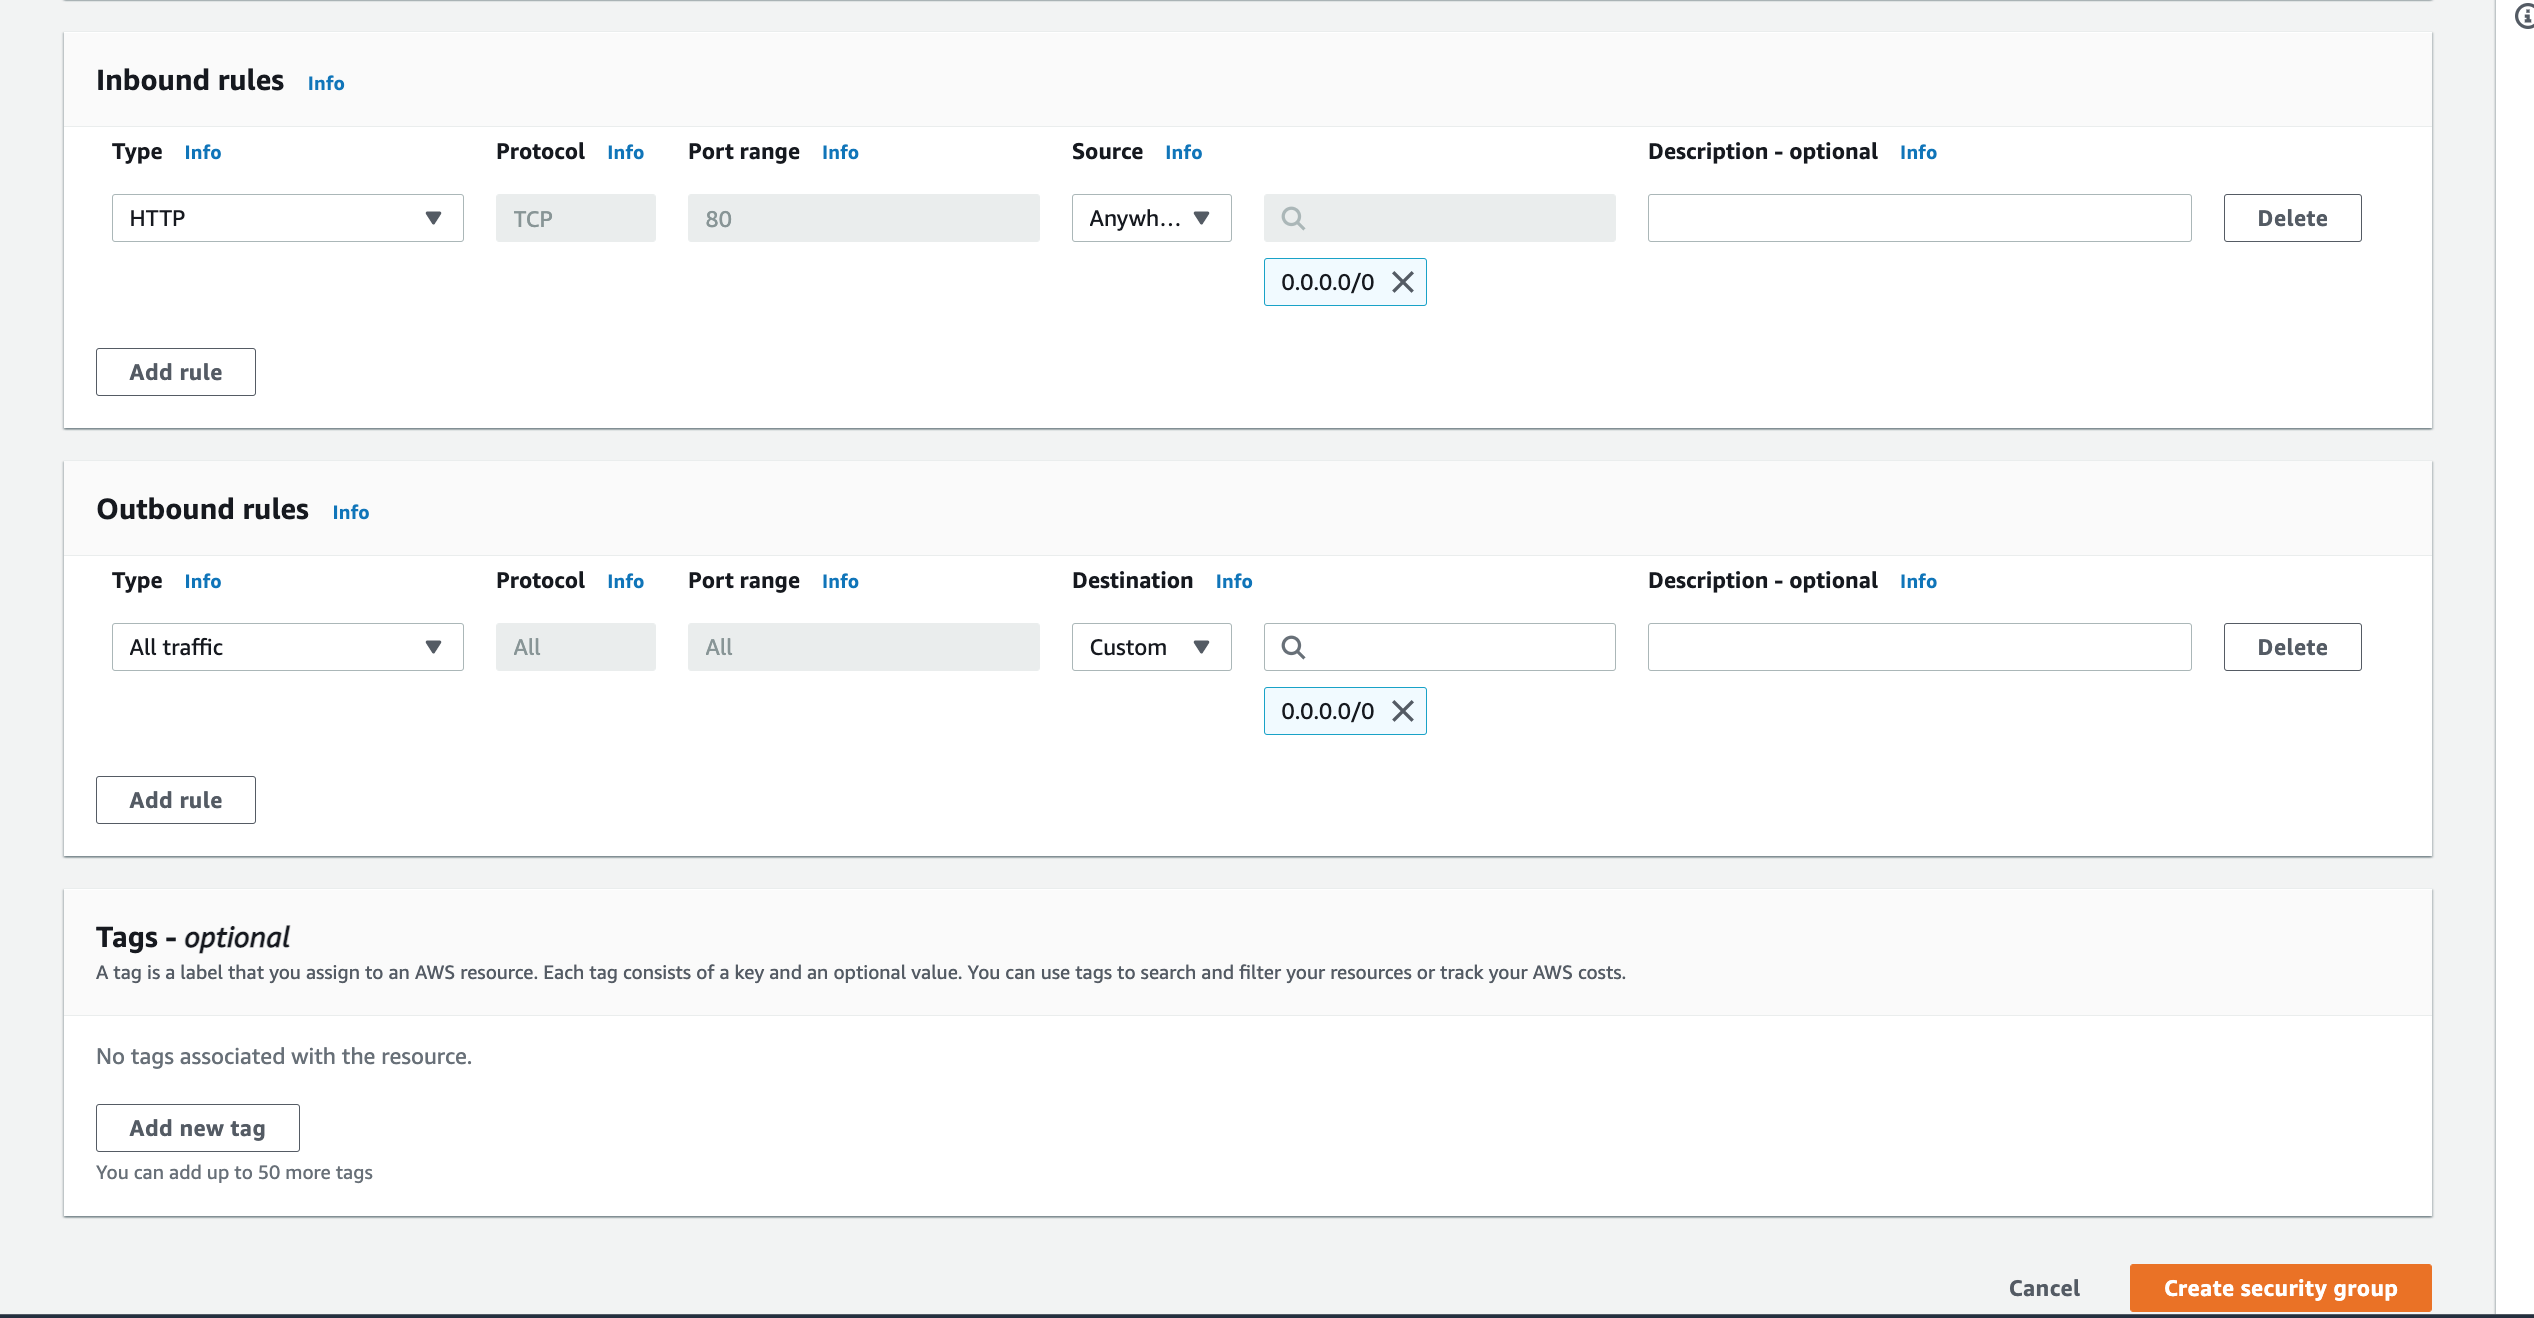 Inbound rules Info
Type Info Protocol Info Port range Info Source Info Description - optional Info
HTTP TCP 80 Anywh... Delete
0.0.0.0/0
Add rule
Outbound rules Info
Type Info Protocol Info Port range Info Destination Info Description - optional Info
All traffic All All Custom Delete
0.0.0.0/0
Add rule
Tags - optional
A tag is a label that you assign to an AWS resource. Each tag consists of a key and an optional value. You can use tags to search and filter your resources or track your AWS costs.
No tags associated with the resource.
Add new tag
You can add up to 50 more tags
Cancel Create security group